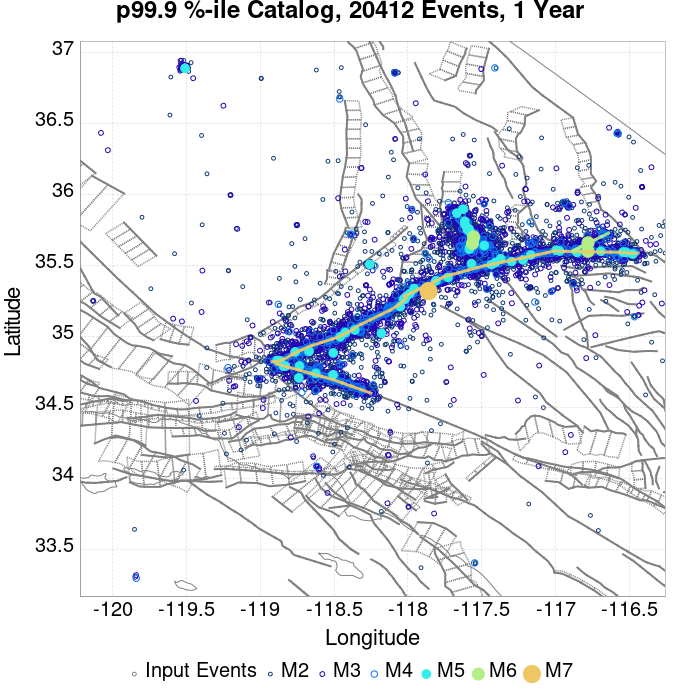 p99.9 %-ile Catalog, 20412 Events, 1 Year
37
36.5
36
35.5
35
34.5
34
33.5
Latitude
-120 -119.5 -119 -118.5 -118 -117.5 -117 -116.5
Longitude
Input Events M2 M3 M4 M5 M6 M7